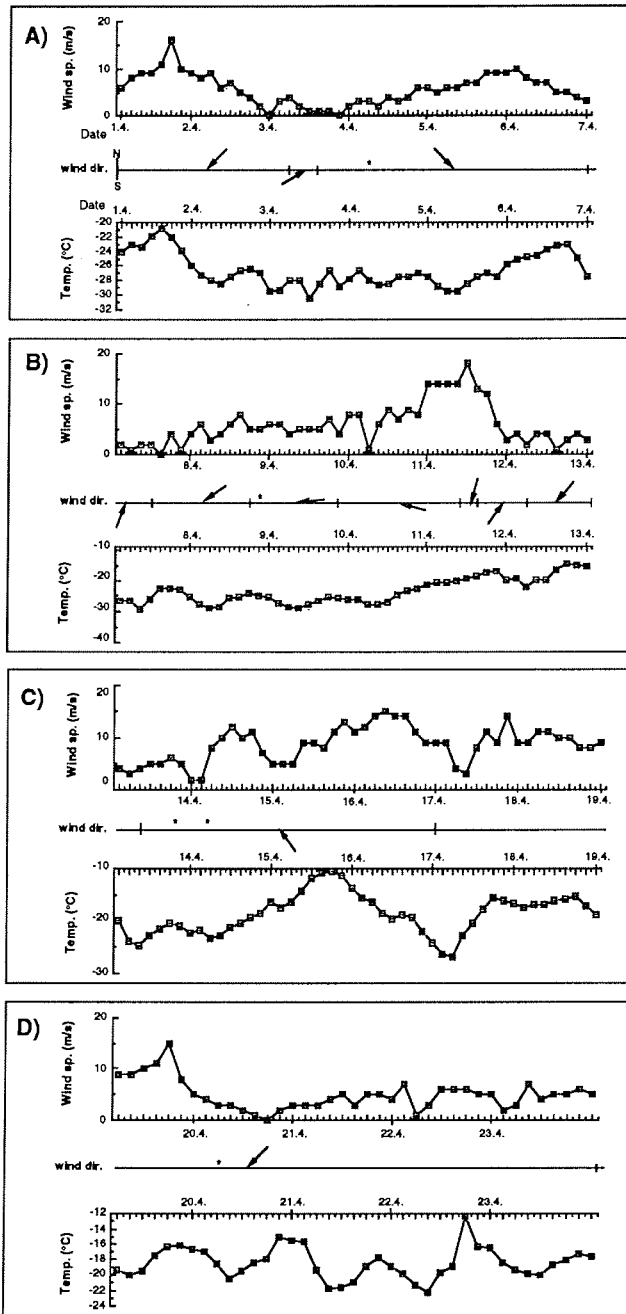 A)
Wind sp. (m/s)
20
10
0
1.4. 2.4. 3.4. 4.4. 5.4. 6.4. 7.4.
Date
N
wind dir.
*
S
Date
1.4. 2.4. 3.4. 4.4. 5.4. 6.4. 7.4.
Temp. (°C)
-20
-22
-24
-26
-28
-30
-32
B)
Wind sp. (m/s)
20
10
0
8.4. 9.4. 10.4. 11.4. 12.4. 13.4.
wind dir.
*
8.4. 9.4. 10.4. 11.4. 12.4. 13.4.
Temp. (°C)
-10
-20
-30
-40
C)
Wind sp. (m/s)
20
10
0
14.4. 15.4. 16.4. 17.4. 18.4. 19.4.
wind dir.
* *
14.4. 15.4. 16.4. 17.4. 18.4. 19.4.
Temp. (°C)
-10
-20
-30
D)
Wind sp. (m/s)
20
10
0
20.4. 21.4. 22.4. 23.4.
wind dir.
*
20.4. 21.4. 22.4. 23.4.
Temp. (°C)
-12
-14
-16
-18
-20
-22
-24